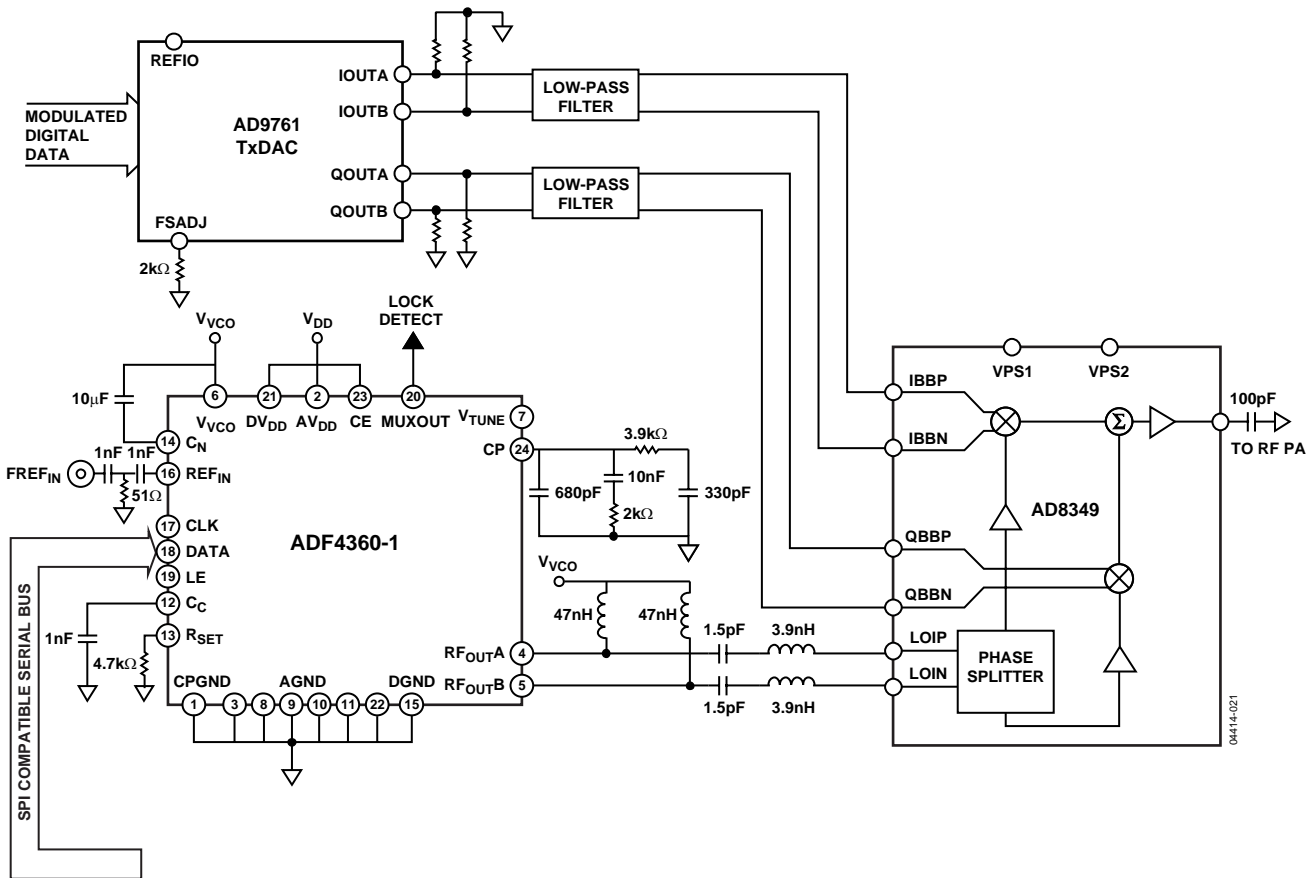 REFIO
MODULATED
DIGITAL
DATA
AD9761
TxDAC
IOUTA
IOUTB
QOUTA
QOUTB
FSADJ
2kΩ
LOW-PASS
FILTER
LOW-PASS
FILTER
LOCK
DETECT
VVCO
VDD
10µF
6
21
2
23
20
VVCO
DVDD
AVDD
CE
MUXOUT
VTUNE
7
CP
24
14
CN
1nF
1nF
FREFIN
16
REFIN
51Ω
17
CLK
18
DATA
19
LE
12
CC
1nF
13
RSET
4.7kΩ
ADF4360-1
CPGND
AGND
DGND
1
3
8
9
10
11
22
15
RFOUTA
4
RFOUTB
5
SPI COMPATIBLE SERIAL BUS
3.9kΩ
680pF
10nF
2kΩ
330pF
VVCO
47nH
47nH
1.5pF
3.9nH
1.5pF
3.9nH
VPS1
VPS2
IBBP
IBBN
Σ
100pF
TO RF PA
AD8349
QBBP
QBBN
LOIP
LOIN
PHASE
SPLITTER
04414-021